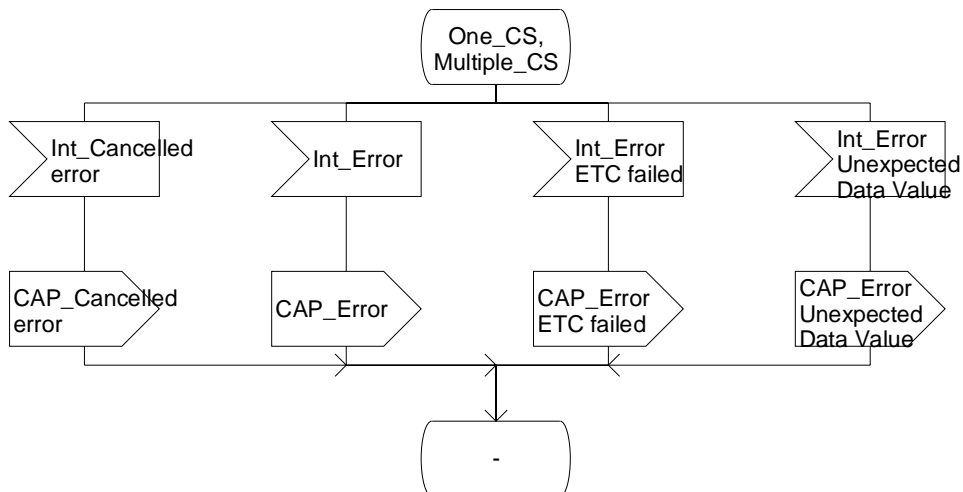 One_CS,
Multiple_CS
Int_Cancelled
error
Int_Error
Int_Error
ETC failed
Int_Error
Unexpected
Data Value
CAP_Cancelled
error
CAP_Error
CAP_Error
ETC failed
CAP_Error
Unexpected
Data Value
-